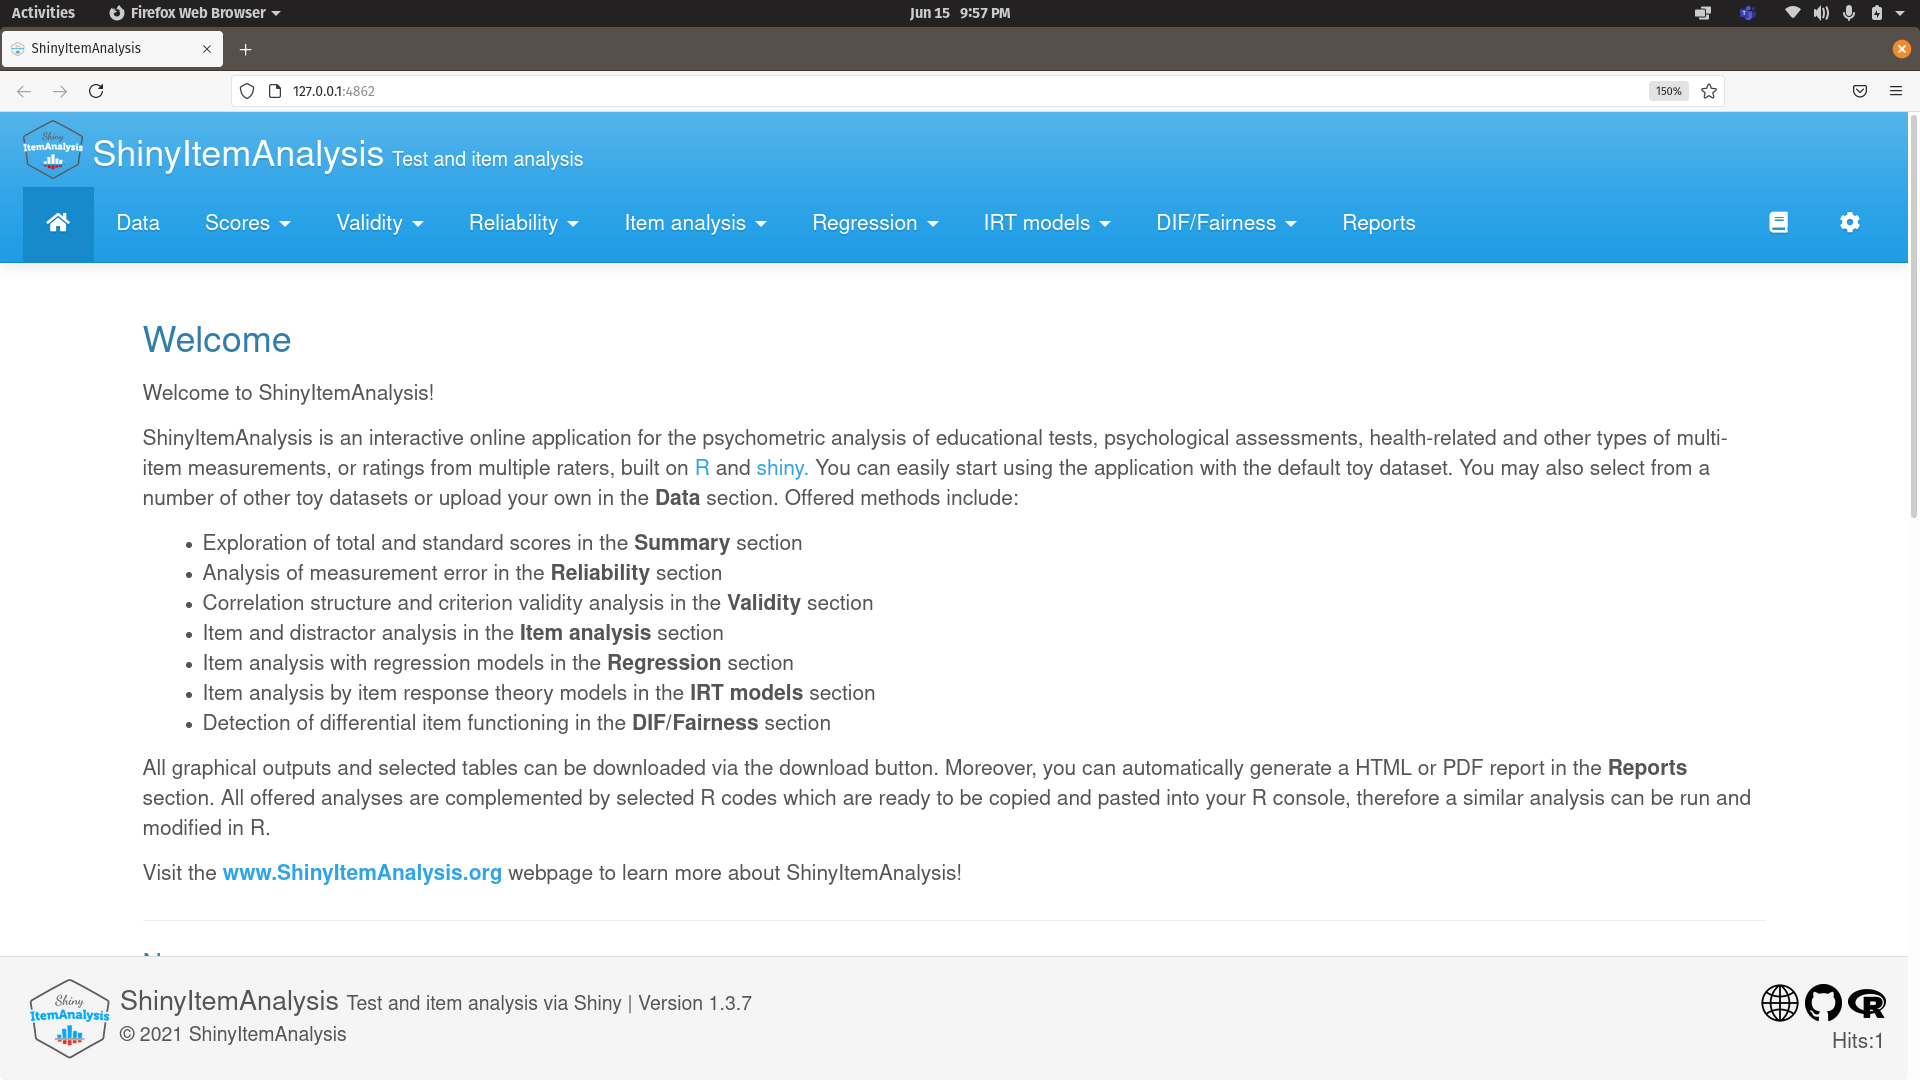 Activities Firefox Web Browser Jun 15 9:57 PM
ShinyItemAnalysis
127.0.0.1:4862 150%
Shiny
ItemAnalysis
ShinyItemAnalysis Test and item analysis
Data Scores Validity Reliability Item analysis Regression IRT models DIF/Fairness Reports
Welcome
Welcome to ShinyItemAnalysis!
ShinyItemAnalysis is an interactive online application for the psychometric analysis of educational tests, psychological assessments, health-related and other types of multi-
item measurements, or ratings from multiple raters, built on R and shiny. You can easily start using the application with the default toy dataset. You may also select from a
number of other toy datasets or upload your own in the Data section. Offered methods include:
• Exploration of total and standard scores in the Summary section
• Analysis of measurement error in the Reliability section
• Correlation structure and criterion validity analysis in the Validity section
• Item and distractor analysis in the Item analysis section
• Item analysis with regression models in the Regression section
• Item analysis by item response theory models in the IRT models section
• Detection of differential item functioning in the DIF/Fairness section
All graphical outputs and selected tables can be downloaded via the download button. Moreover, you can automatically generate a HTML or PDF report in the Reports
section. All offered analyses are complemented by selected R codes which are ready to be copied and pasted into your R console, therefore a similar analysis can be run and
modified in R.
Visit the www.ShinyItemAnalysis.org webpage to learn more about ShinyItemAnalysis!
Shiny
ItemAnalysis
ShinyItemAnalysis Test and item analysis via Shiny | Version 1.3.7
© 2021 ShinyItemAnalysis
R
Hits:1